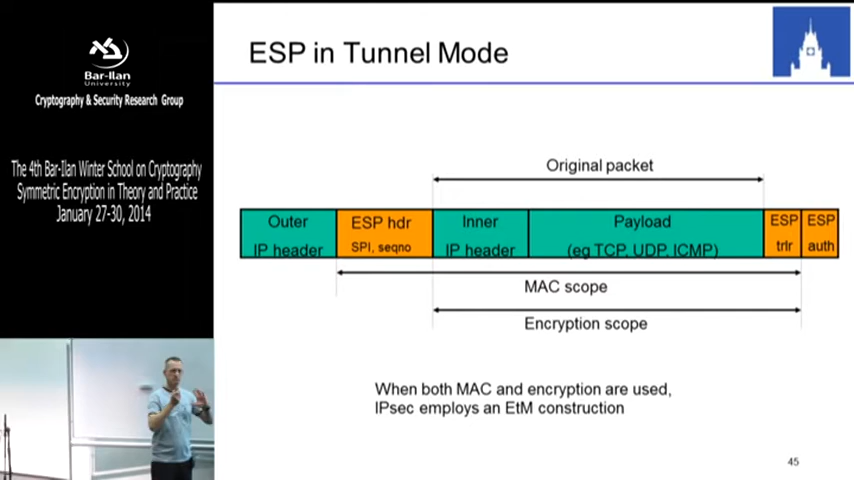 Bar-Ilan
University
Cryptography & Security Research Group
The 4th Bar-Ilan Winter School on Cryptography
Symmetric Encryption in Theory and Practice
January 27-30, 2014
ESP in Tunnel Mode
Original packet
Outer
IP header
ESP hdr
SPI, seqno
Inner
IP header
Payload
(eg TCP, UDP, ICMP)
ESP
trlr
ESP
auth
MAC scope
Encryption scope
When both MAC and encryption are used,
IPsec employs an EtM construction
45